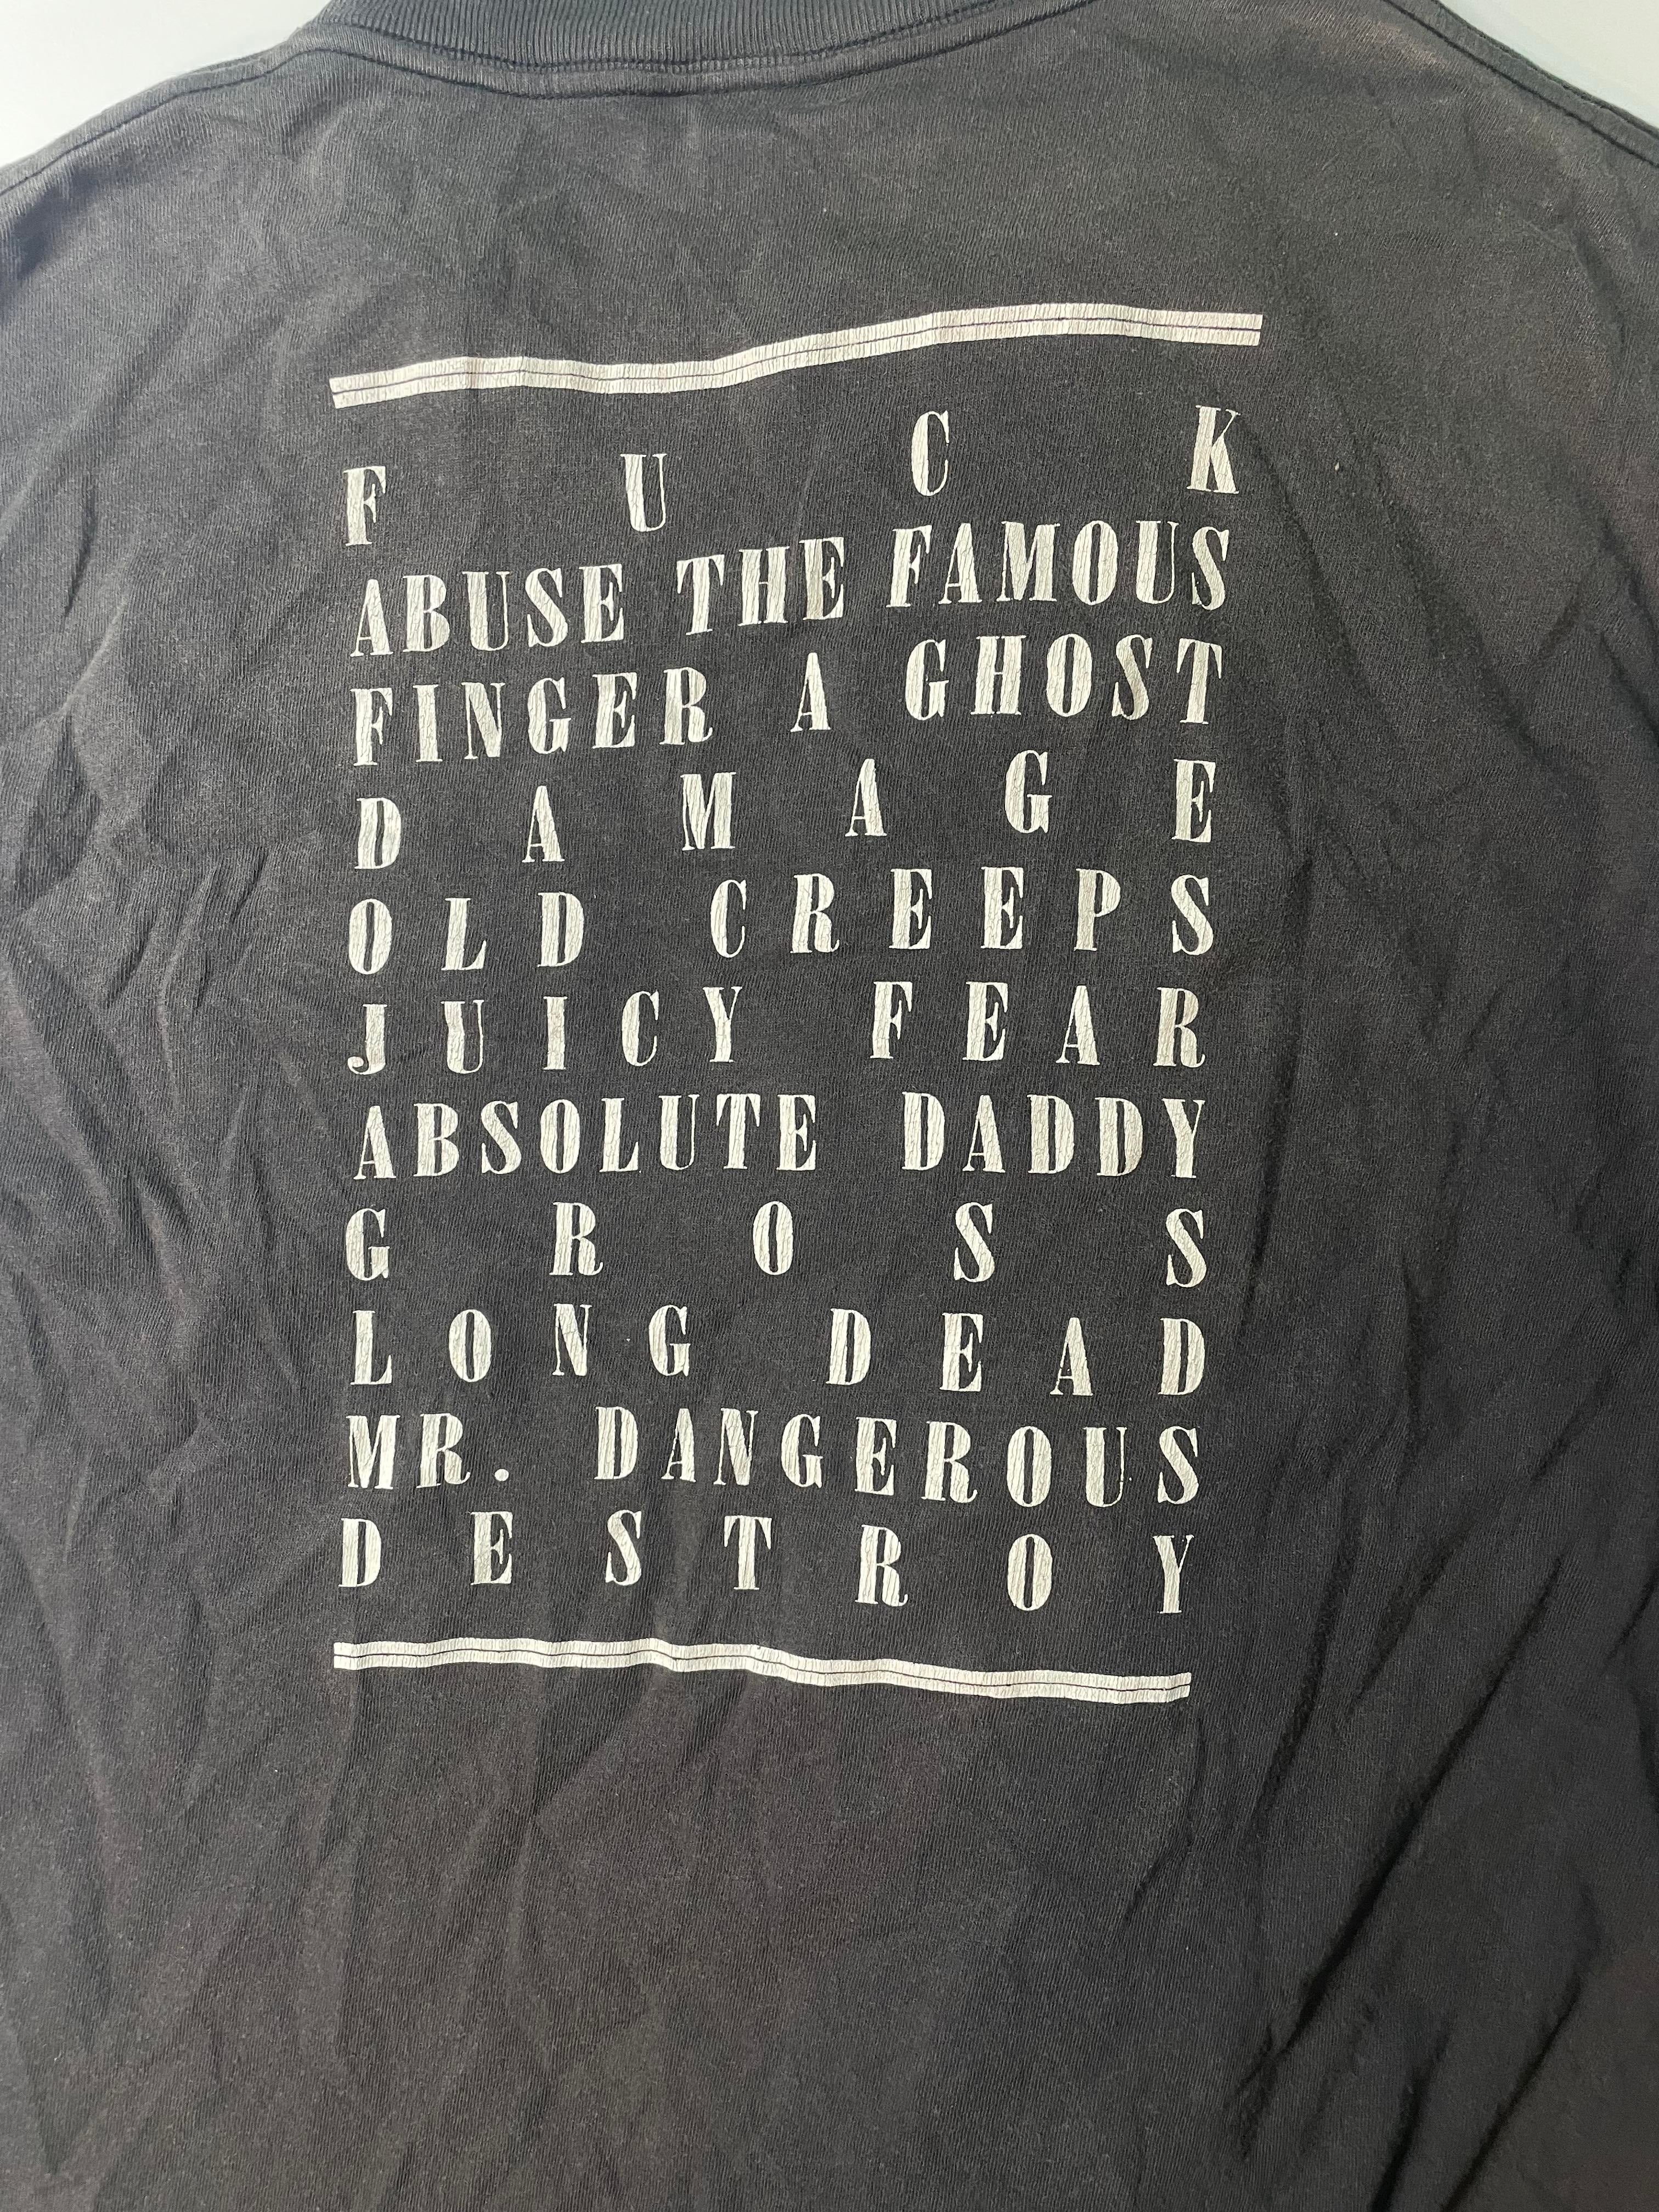 FUCK
ABUSE THE FAMOUS
FINGER A GHOST
DAMAGE
OLD CREEPS
JUICY FEAR
ABSOLUTE DADDY
GROSS
LONG DEAD
MR. DANGEROUS
DESTROY